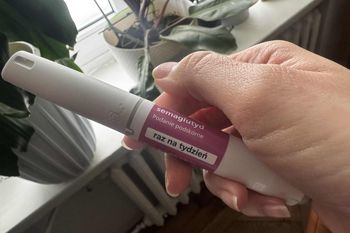 semaglutyd
Podanie podskórne
raz na tydzień